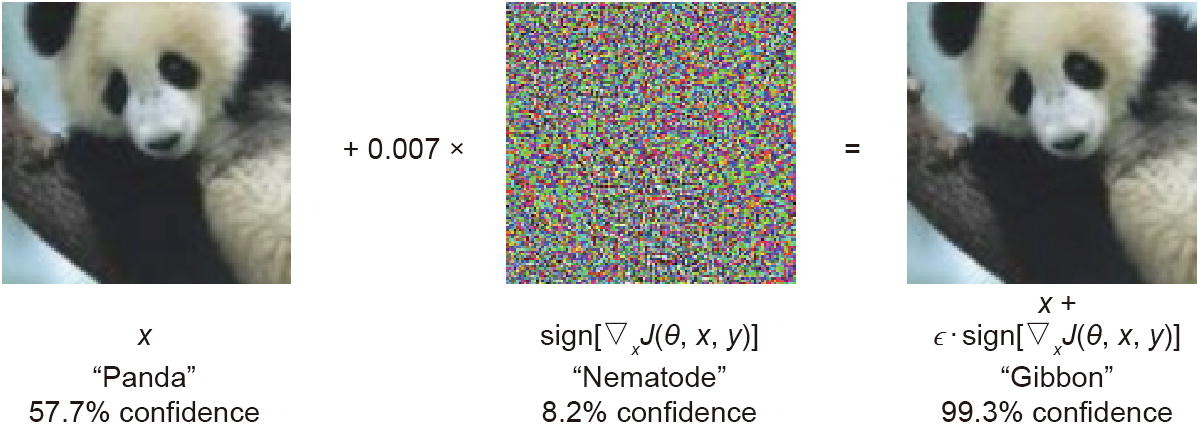 + 0.007 ×
=
x
“Panda”
57.7% confidence
sign[▽ₓJ(θ, x, y)]
“Nematode”
8.2% confidence
x +
ϵ · sign[▽ₓJ(θ, x, y)]
“Gibbon”
99.3% confidence